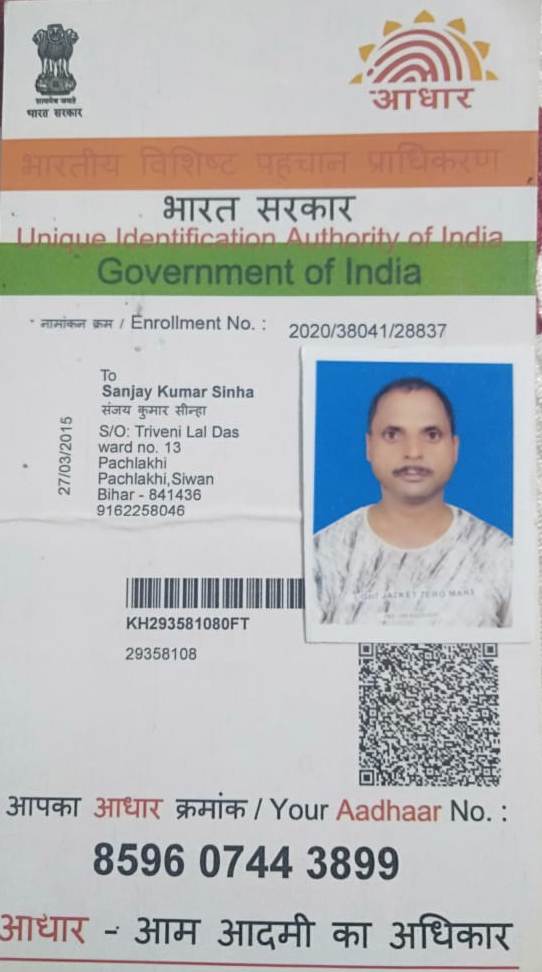 सत्यमेव जयते
भारत सरकार
आधार
भारतीय विशिष्ट पहचान प्राधिकरण
भारत सरकार
Unique Identification Authority of India
Government of India
नामांकन क्रम / Enrollment No. : 2020/38041/28837
To
Sanjay Kumar Sinha
संजय कुमार सीन्हा
S/O: Triveni Lal Das
ward no. 13
Pachlakhi
Pachlakhi,Siwan
Bihar - 841436
9162258046
27/03/2015
KH293581080FT
29358108
आपका आधार क्रमांक / Your Aadhaar No. :
8596 0744 3899
आधार - आम आदमी का अधिकार